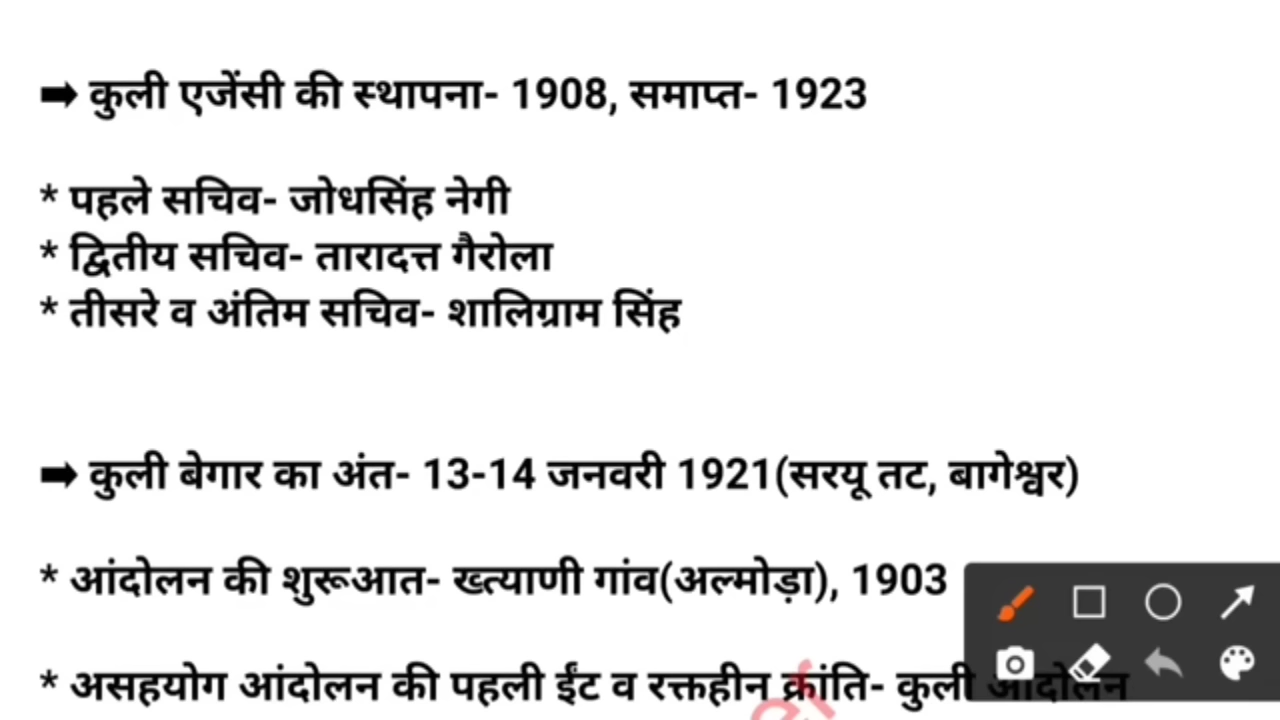 ➡ कुली एजेंसी की स्थापना- 1908, समाप्त- 1923
* पहले सचिव- जोधसिंह नेगी
* द्वितीय सचिव- तारादत्त गैरोला
* तीसरे व अंतिम सचिव- शालिग्राम सिंह
➡ कुली बेगार का अंत- 13-14 जनवरी 1921(सरयू तट, बागेश्वर)
* आंदोलन की शुरूआत- ख्त्याणी गांव(अल्मोड़ा), 1903
* असहयोग आंदोलन की पहली ईंट व रक्तहीन क्रांति- कुली आंदोलन
er